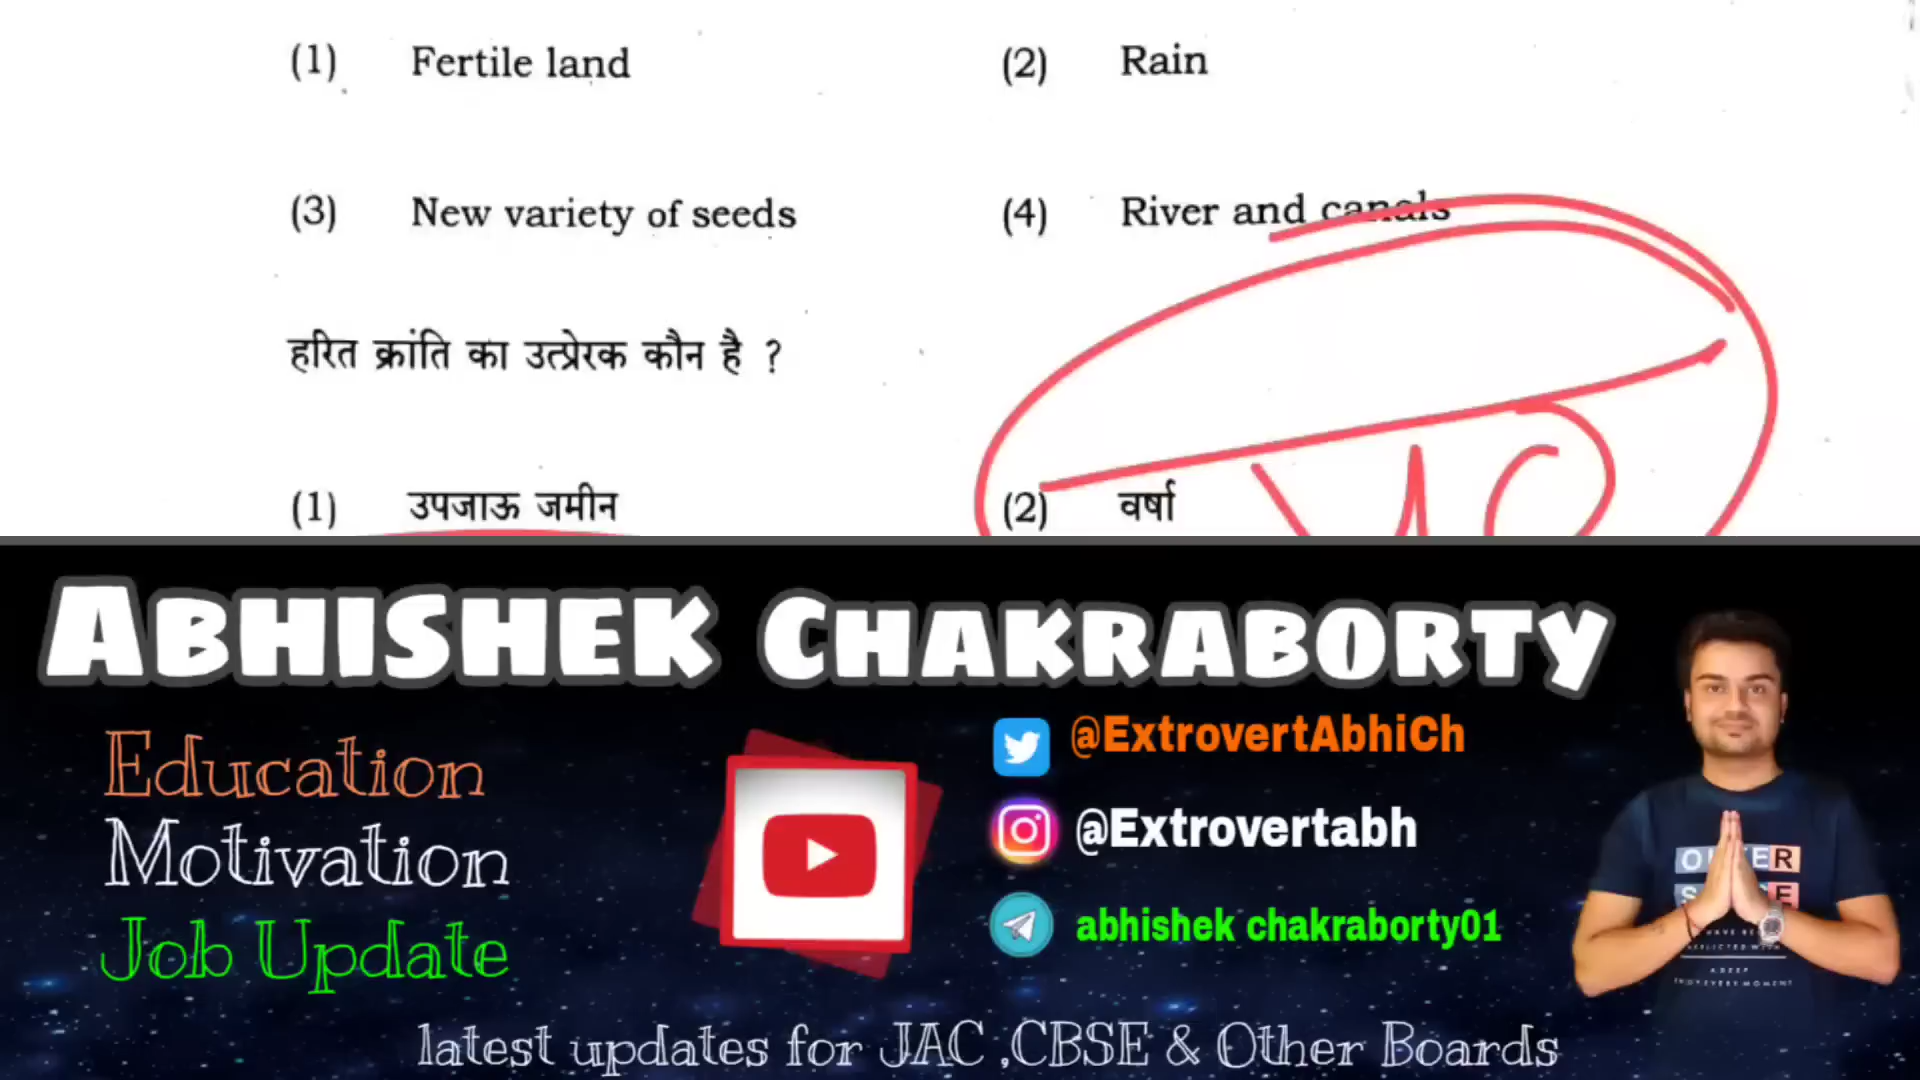 (1) Fertile land (2) Rain
(3) New variety of seeds (4) River and canals
हरित क्रांति का उत्प्रेरक कौन है ?
(1) उपजाऊ जमीन (2) वर्षा
ABHISHEK CHAKRABORTY
Education
Motivation
Job Update
@ExtrovertAbhiCh
@Extrovertabh
abhishek chakraborty01
latest updates for JAC ,CBSE & Other Boards